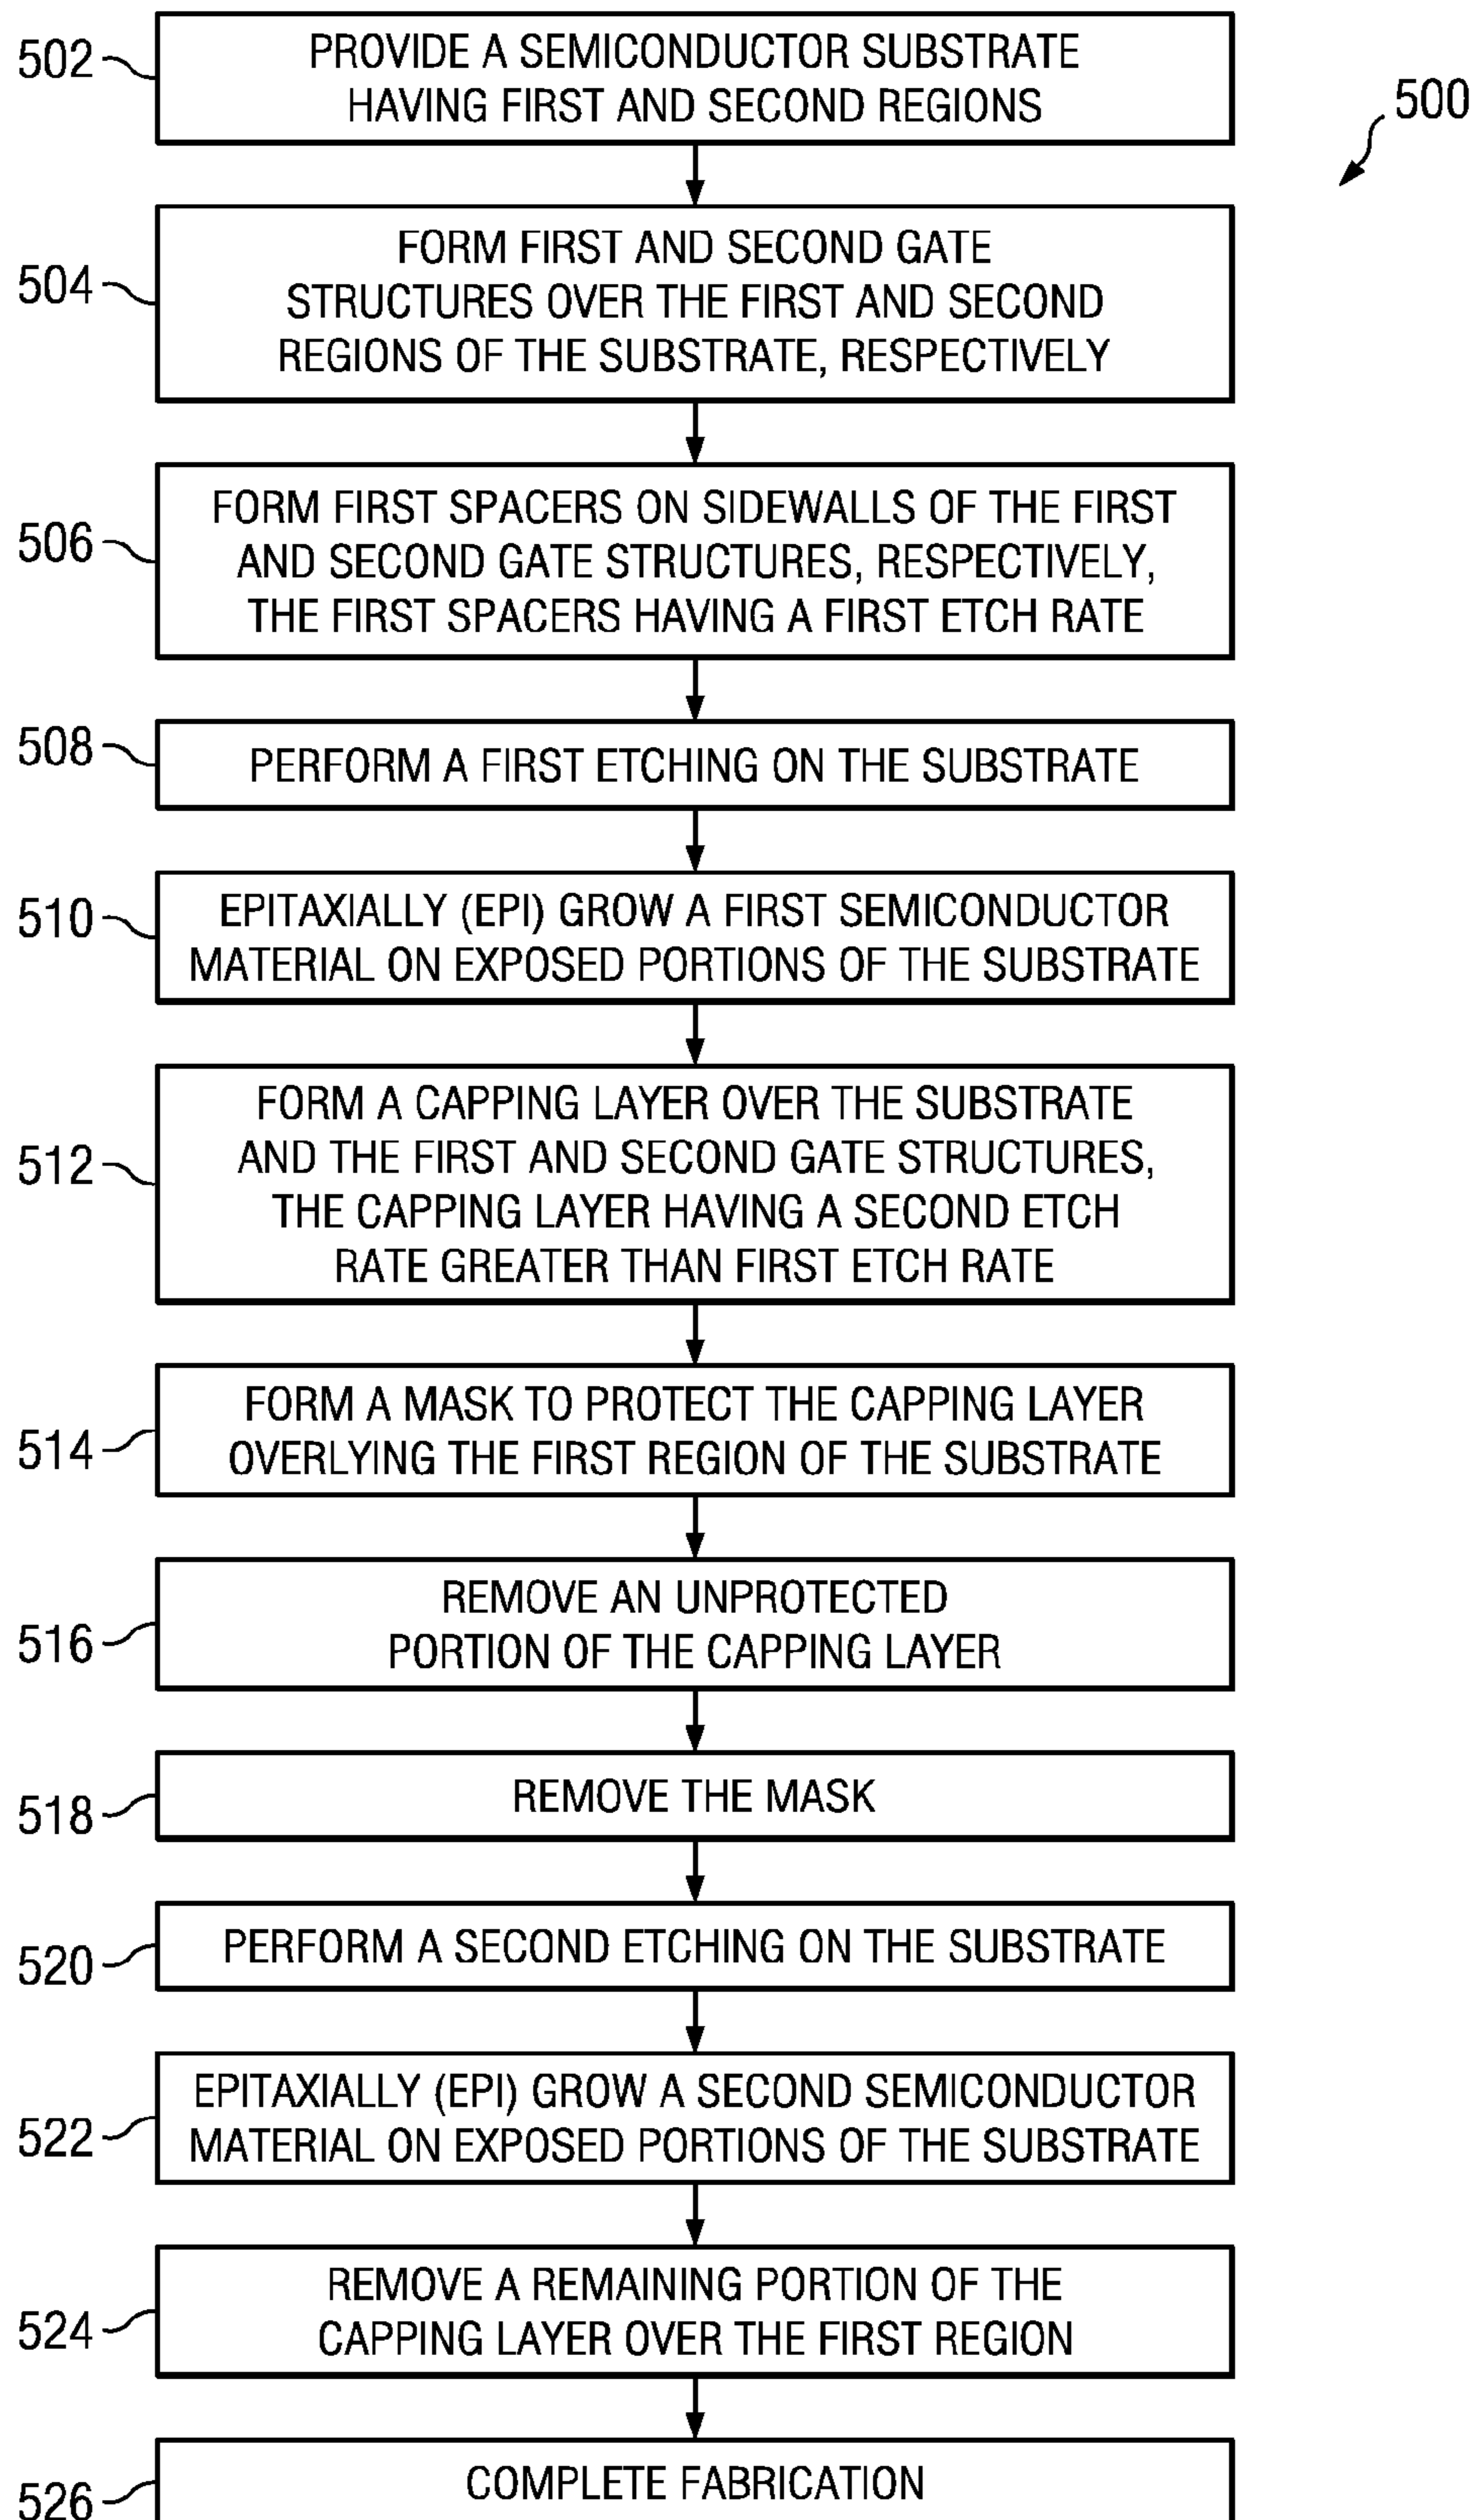 500
502
PROVIDE A SEMICONDUCTOR SUBSTRATE
HAVING FIRST AND SECOND REGIONS
504
FORM FIRST AND SECOND GATE
STRUCTURES OVER THE FIRST AND SECOND
REGIONS OF THE SUBSTRATE, RESPECTIVELY
506
FORM FIRST SPACERS ON SIDEWALLS OF THE FIRST
AND SECOND GATE STRUCTURES, RESPECTIVELY,
THE FIRST SPACERS HAVING A FIRST ETCH RATE
508
PERFORM A FIRST ETCHING ON THE SUBSTRATE
510
EPITAXIALLY (EPI) GROW A FIRST SEMICONDUCTOR
MATERIAL ON EXPOSED PORTIONS OF THE SUBSTRATE
512
FORM A CAPPING LAYER OVER THE SUBSTRATE
AND THE FIRST AND SECOND GATE STRUCTURES,
THE CAPPING LAYER HAVING A SECOND ETCH
RATE GREATER THAN FIRST ETCH RATE
514
FORM A MASK TO PROTECT THE CAPPING LAYER
OVERLYING THE FIRST REGION OF THE SUBSTRATE
516
REMOVE AN UNPROTECTED
PORTION OF THE CAPPING LAYER
518
REMOVE THE MASK
520
PERFORM A SECOND ETCHING ON THE SUBSTRATE
522
EPITAXIALLY (EPI) GROW A SECOND SEMICONDUCTOR
MATERIAL ON EXPOSED PORTIONS OF THE SUBSTRATE
524
REMOVE A REMAINING PORTION OF THE
CAPPING LAYER OVER THE FIRST REGION
526
COMPLETE FABRICATION